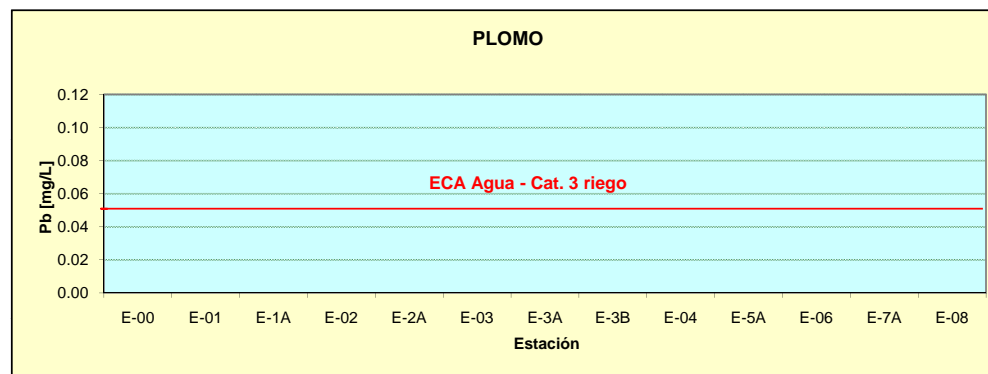 PLOMO
0.12
0.10
0.08
0.06
0.04
0.02
0.00
Pb [mg/L]
ECA Agua - Cat. 3 riego
E-00 E-01 E-1A E-02 E-2A E-03 E-3A E-3B E-04 E-5A E-06 E-7A E-08
Estación